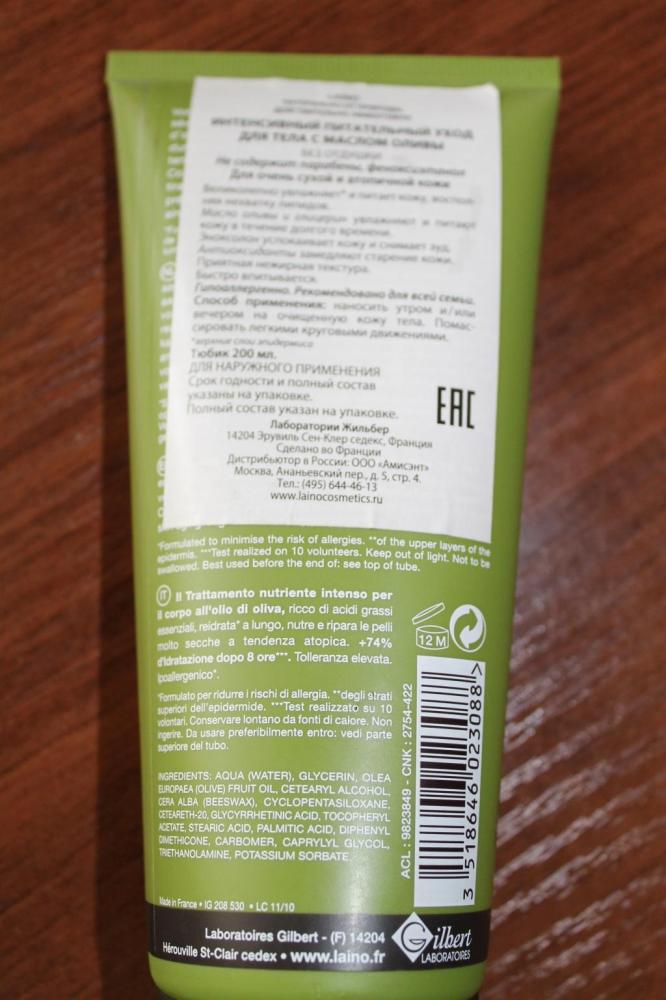 ИНТЕНСИВНЫЙ ПИТАТЕЛЬНЫЙ УХОД
ДЛЯ ТЕЛА С МАСЛОМ ОЛИВЫ
БЕЗ ОТДУШКИ
Не содержит парабены, феноксиэтанол
Для очень сухой и атопичной кожи
Великолепно увлажняет* и питает кожу, воспол-
няя нехватку липидов.
Масло оливы и глицерин увлажняют и питают
кожу в течение долгого времени.
Эноксолон успокаивает кожу и снимает зуд.
Антиоксиданты замедляют старение кожи.
Приятная нежирная текстура.
Быстро впитывается.
Гипоаллергенно. Рекомендовано для всей семьи.
Способ применения: наносить утром и/или
вечером на очищенную кожу тела. Помас-
сировать легкими круговыми движениями.
*верхние слои эпидермиса
Тюбик 200 мл.
ДЛЯ НАРУЖНОГО ПРИМЕНЕНИЯ
Срок годности и полный состав
указаны на упаковке.
Полный состав указан на упаковке.
EAC
Лаборатории Жильбер
14204 Эрувиль Сен-Клер седекс, Франция
Сделано во Франции
Дистрибьютор в России: ООО «Амисэнт»
Москва, Ананьевский пер., д. 5, стр. 4.
Тел.: (495) 644-46-13
www.lainocosmetics.ru
*Formulated to minimise the risk of allergies. **of the upper layers of the
epidermis. ***Test realized on 10 volunteers. Keep out of light. Not to be
swallowed. Best used before the end of: see top of tube.
IT Il Trattamento nutriente intenso per
il corpo all'olio di oliva, ricco di acidi grassi
essenziali, reidrata* a lungo, nutre e ripara le pelli
molto secche a tendenza atopica. +74%
d'Idratazione dopo 8 ore***. Tolleranza elevata.
Ipoallergenico*.
12 M
*Formulato per ridurre i rischi di allergia. **degli strati
superiori dell'epidermide. ***Test realizzato su 10
volontari. Conservare lontano da fonti di calore. Non
ingerire. Da usare preferibilmente entro: vedi parte
superiore del tubo.
INGREDIENTS: AQUA (WATER), GLYCERIN, OLEA
EUROPAEA (OLIVE) FRUIT OIL, CETEARYL ALCOHOL,
CERA ALBA (BEESWAX), CYCLOPENTASILOXANE,
CETEARETH-20, GLYCYRRHETINIC ACID, TOCOPHERYL
ACETATE, STEARIC ACID, PALMITIC ACID, DIPHENYL
DIMETHICONE, CARBOMER, CAPRYLYL GLYCOL,
TRIETHANOLAMINE, POTASSIUM SORBATE.
ACL : 9823849 - CNK : 2754-422
3 518646 023088 >
Made in France • IG 208 530 • LC 11/10
Laboratoires Gilbert - (F) 14204
Hérouville St-Clair cedex • www.laino.fr
Gilbert
LABORATOIRES